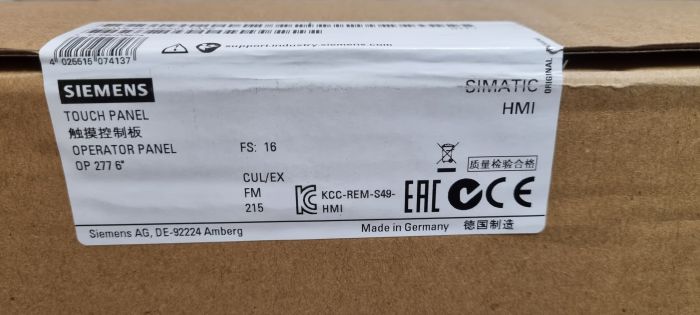 4 025515 074137
support.industry.siemens.com
ORIGINAL
SIEMENS
SIMATIC
HMI
TOUCH PANEL
触摸控制板
OPERATOR PANEL
OP 277 6"
FS: 16
CUL/EX
FM
215
KCC-REM-S49-
HMI
EAC
CE
质量检验合格
Siemens AG, DE-92224 Amberg
Made in Germany 德国制造